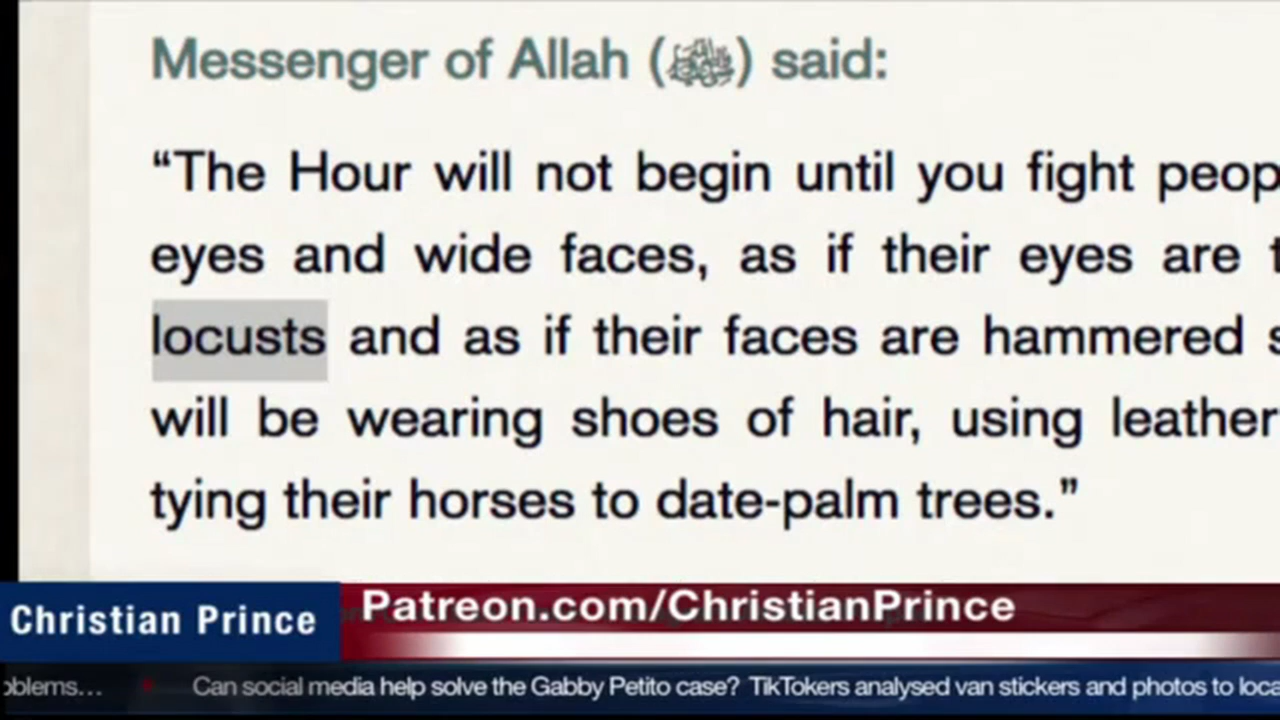 Messenger of Allah (ﷺ) said:
“The Hour will not begin until you fight
eyes and wide faces, as if their eyes are
locusts and as if their faces are hammered
will be wearing shoes of hair, using leather
tying their horses to date-palm trees.”
Christian Prince
Patreon.com/ChristianPrince
Can social media help solve the Gabby Petito case? TikTokers analysed van stickers and photos to